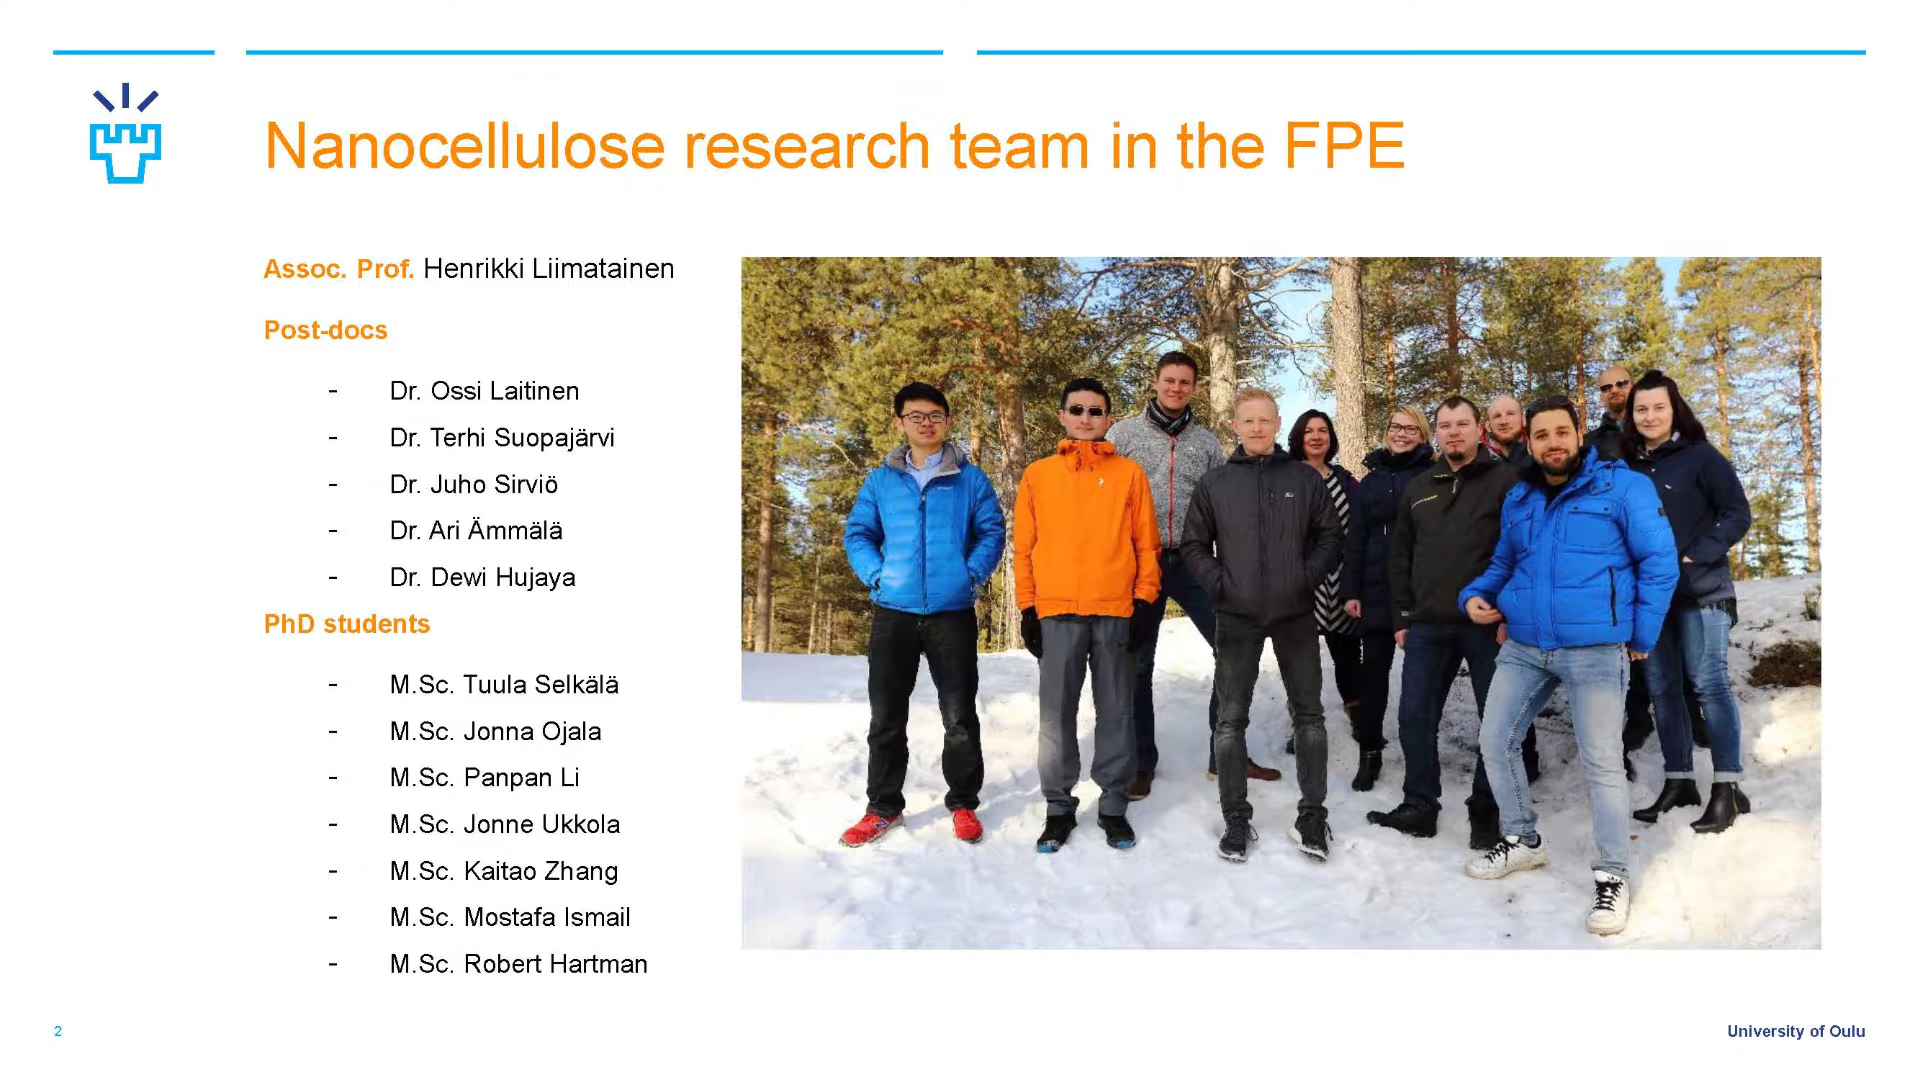 Nanocellulose research team in the FPE
Assoc. Prof. Henrikki Liimatainen
Post-docs
- Dr. Ossi Laitinen
- Dr. Terhi Suopajärvi
- Dr. Juho Sirviö
- Dr. Ari Ämmälä
- Dr. Dewi Hujaya
PhD students
- M.Sc. Tuula Selkälä
- M.Sc. Jonna Ojala
- M.Sc. Panpan Li
- M.Sc. Jonne Ukkola
- M.Sc. Kaitao Zhang
- M.Sc. Mostafa Ismail
- M.Sc. Robert Hartman
2
University of Oulu